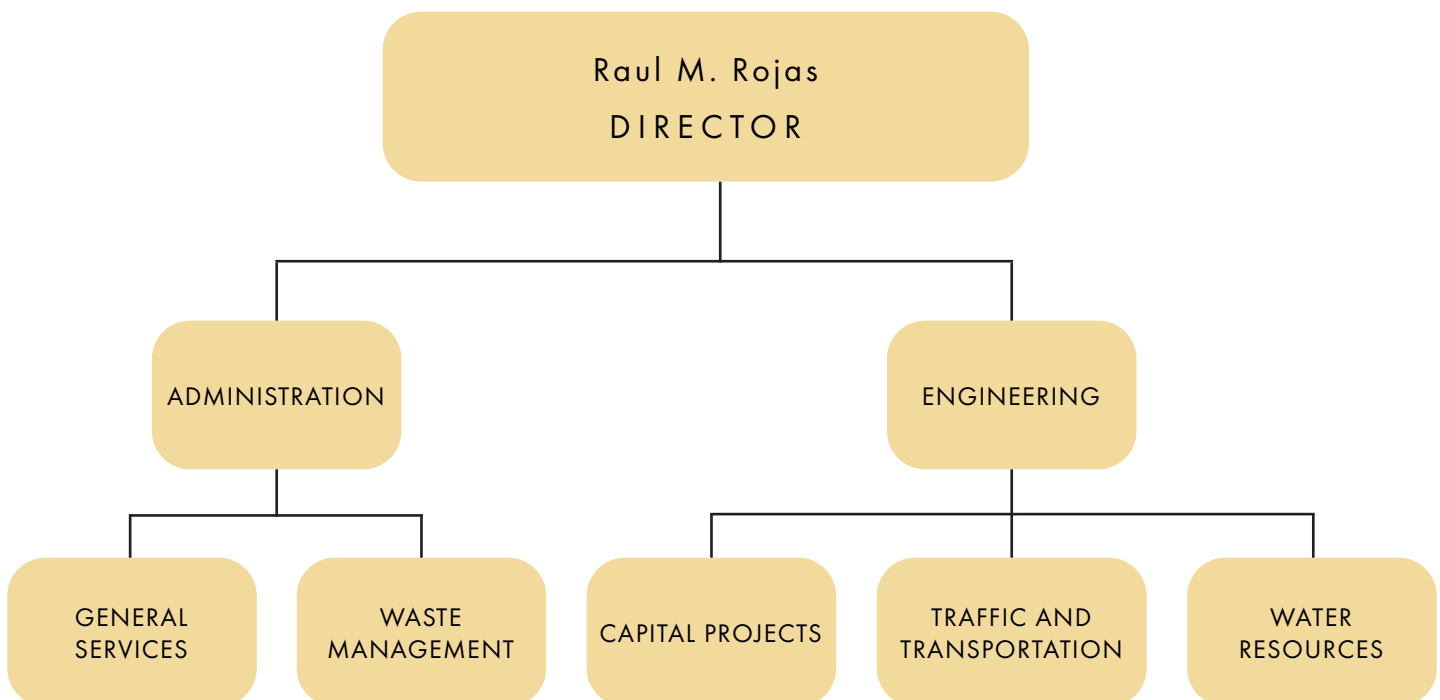 Raul M. Rojas
DIRECTOR
ADMINISTRATION
ENGINEERING
GENERAL
SERVICES
WASTE
MANAGEMENT
CAPITAL PROJECTS
TRAFFIC AND
TRANSPORTATION
WATER
RESOURCES